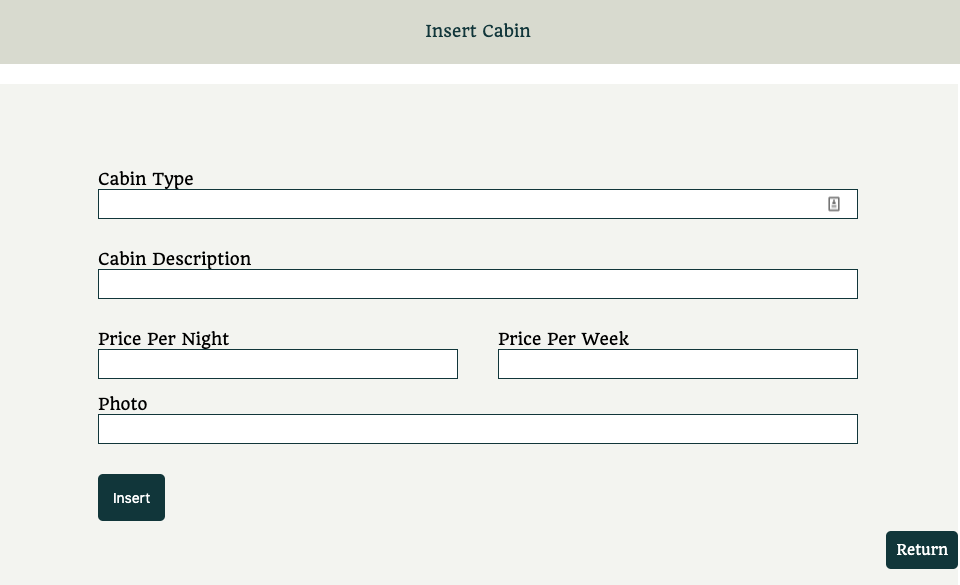 Insert Cabin
Cabin Type
Cabin Description
Price Per Night
Price Per Week
Photo
Insert
Return